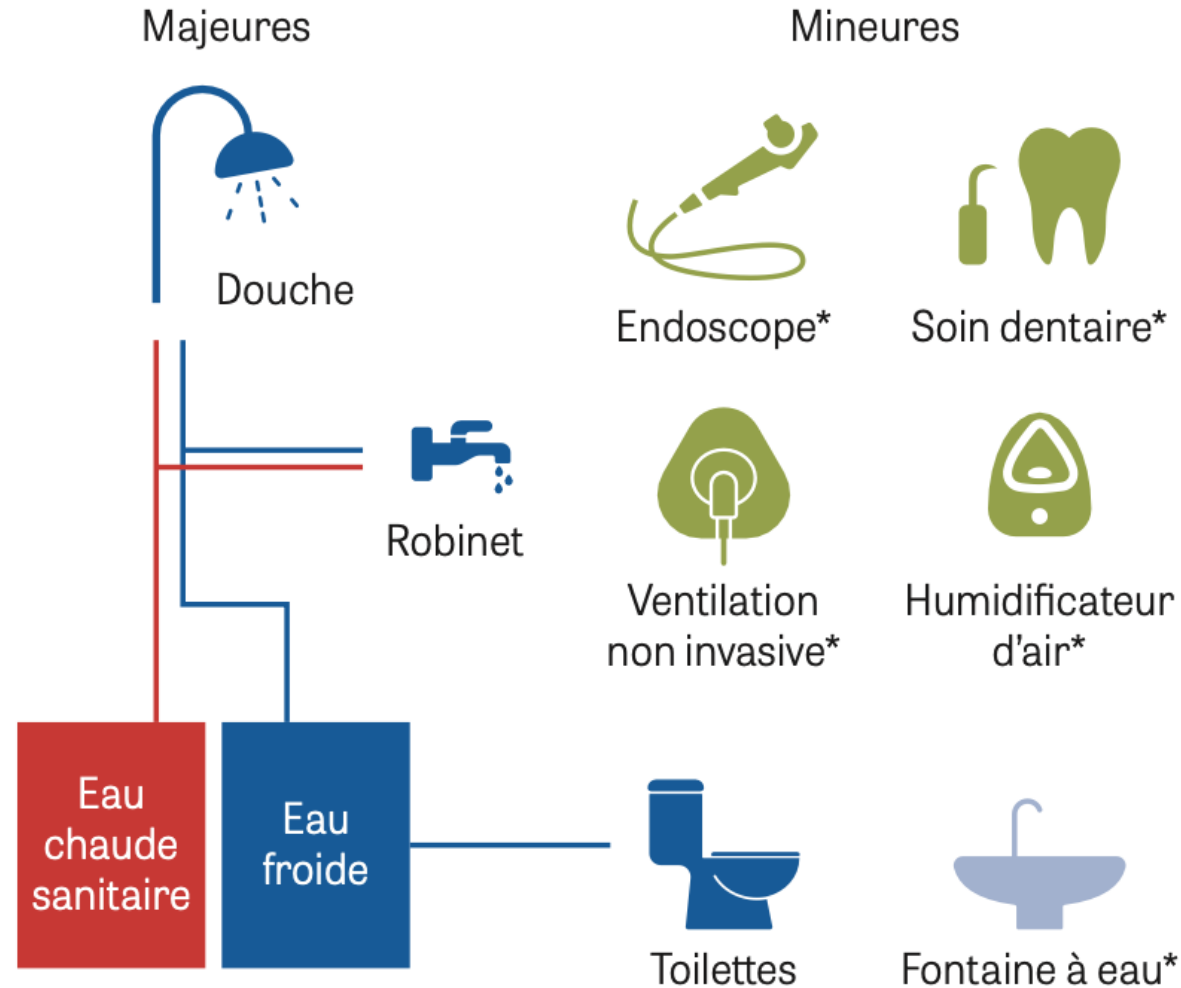 Majeures
Mineures
Douche
Endoscope*
Soin dentaire*
Robinet
Ventilation
non invasive*
Humidificateur
d'air*
Eau
chaude
sanitaire
Eau
froide
Toilettes
Fontaine à eau*